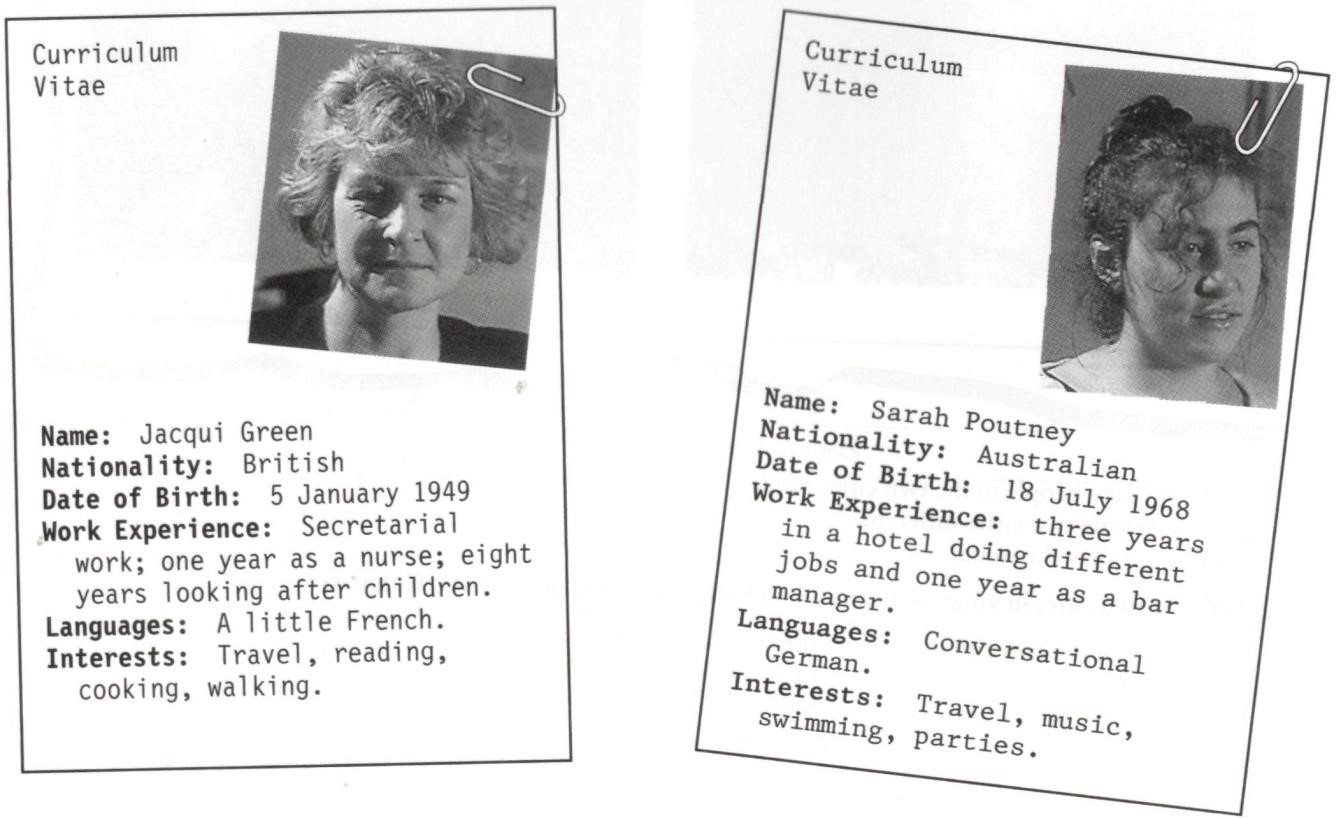 Curriculum
Vitae
Name: Jacqui Green
Nationality: British
Date of Birth: 5 January 1949
Work Experience: Secretarial
work; one year as a nurse; eight
years looking after children.
Languages: A little French.
Interests: Travel, reading,
cooking, walking.
Curriculum
Vitae
Name: Sarah Poutney
Nationality: Australian
Date of Birth: 18 July 1968
Work Experience: three years
in a hotel doing different
jobs and one year as a bar
manager.
Languages: Conversational
German.
Interests: Travel, music,
swimming, parties.